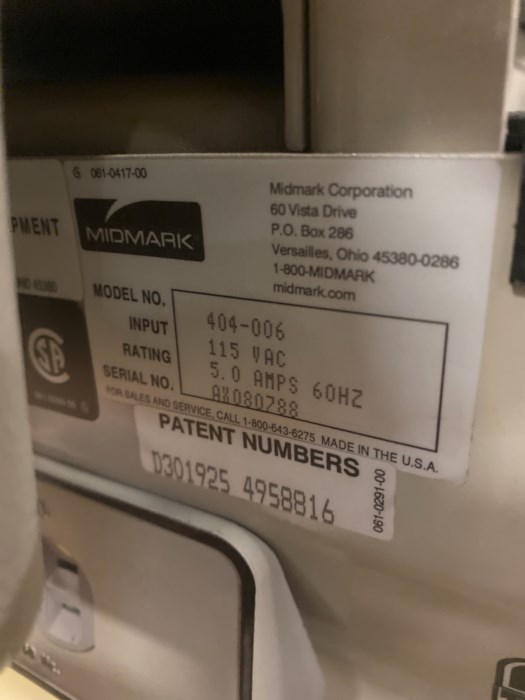 061-0417-00
PMENT
MIDMARK
Midmark Corporation
60 Vista Drive
P.O. Box 286
Versailles, Ohio 45380-0286
1-800-MIDMARK
midmark.com
MODEL NO. 404-006
INPUT 115 VAC
RATING 5.0 AMPS 60HZ
SERIAL NO. AX080788
FOR SALES AND SERVICE, CALL 1-800-643-6275 MADE IN THE U.S.A.
PATENT NUMBERS
D301925 4958816
061-0291-00